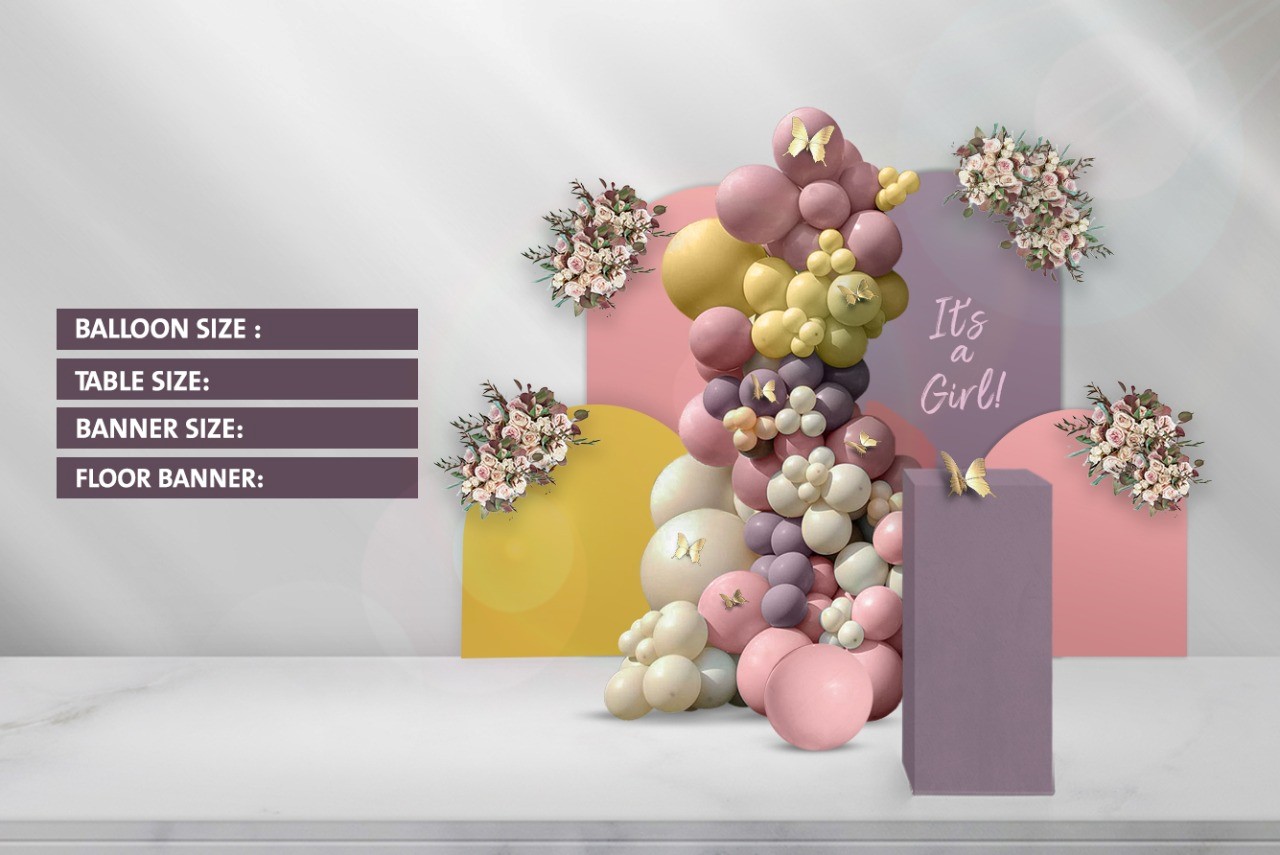 BALLOON SIZE :
TABLE SIZE:
BANNER SIZE:
FLOOR BANNER:
It's
a
Girl!